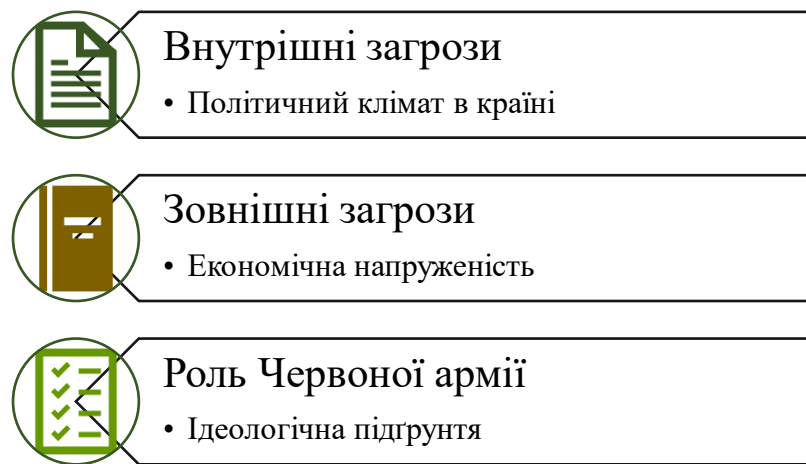 Внутрішні загрози
• Політичний клімат в країні
Зовнішні загрози
• Економічна напруженість
Роль Червоної армії
• Ідеологічна підґрунтя